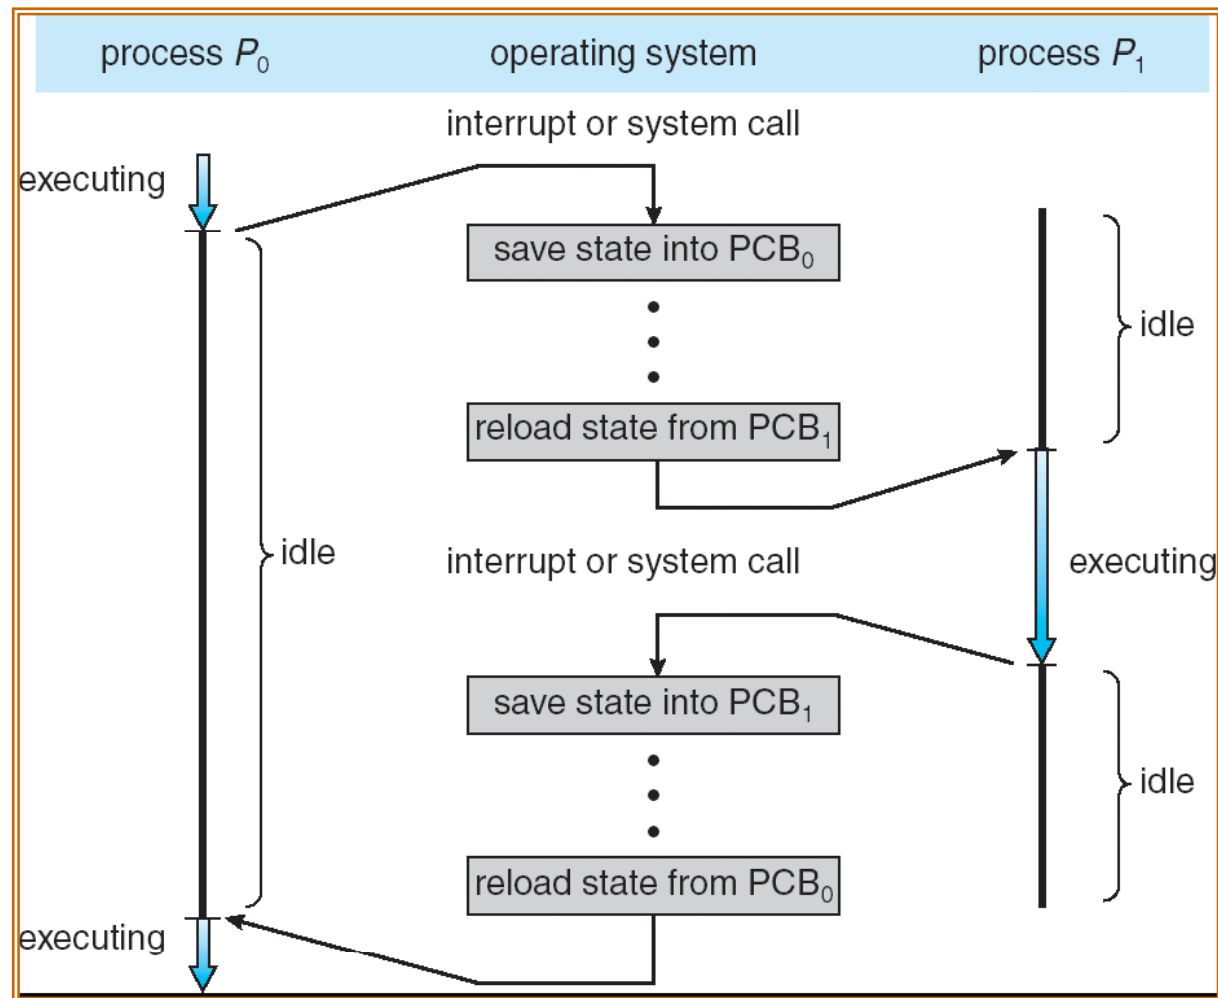 process P₀ operating system process P₁
interrupt or system call
executing
save state into PCB₀
idle
reload state from PCB₁
idle
interrupt or system call
executing
save state into PCB₁
idle
reload state from PCB₀
executing